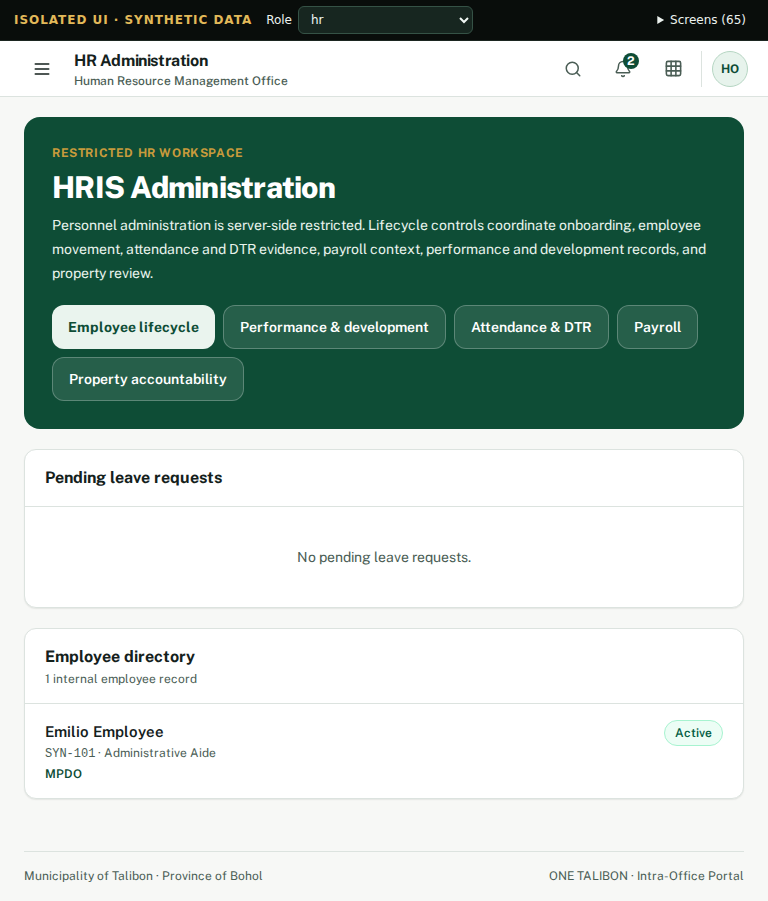 ISOLATED UI · SYNTHETIC DATA Role hr Screens (65)
HR Administration
Human Resource Management Office
2
HO
RESTRICTED HR WORKSPACE
HRIS Administration
Personnel administration is server-side restricted. Lifecycle controls coordinate onboarding, employee
movement, attendance and DTR evidence, payroll context, performance and development records, and
property review.
Employee lifecycle Performance & development Attendance & DTR Payroll
Property accountability
Pending leave requests
No pending leave requests.
Employee directory
1 internal employee record
Emilio Employee Active
SYN-101 · Administrative Aide
MPDO
Municipality of Talibon · Province of Bohol ONE TALIBON · Intra-Office Portal